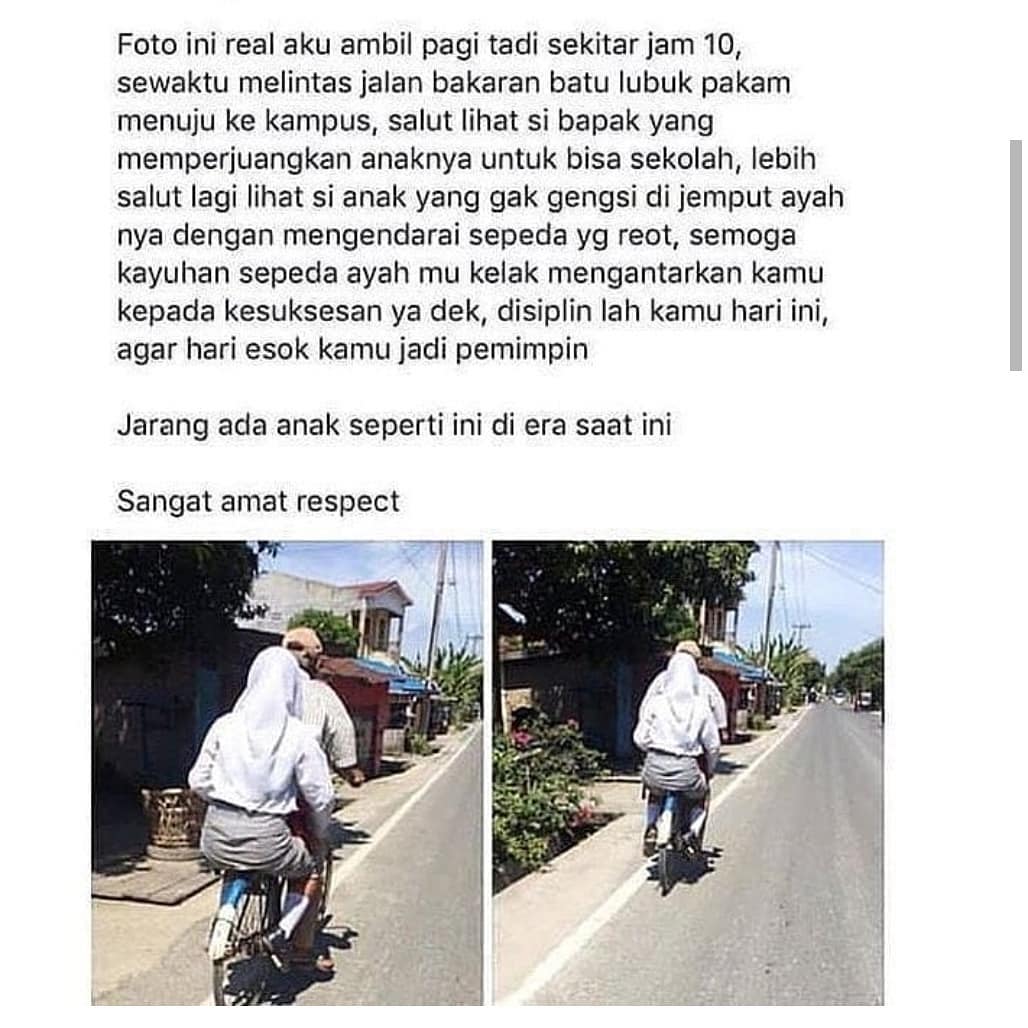 Foto ini real aku ambil pagi tadi sekitar jam 10,
sewaktu melintas jalan bakaran batu lubuk pakam
menuju ke kampus, salut lihat si bapak yang
memperjuangkan anaknya untuk bisa sekolah, lebih
salut lagi lihat si anak yang gak gengsi di jemput ayah
nya dengan mengendarai sepeda yg reot, semoga
kayuhan sepeda ayah mu kelak mengantarkan kamu
kepada kesuksesan ya dek, disiplin lah kamu hari ini,
agar hari esok kamu jadi pemimpin
Jarang ada anak seperti ini di era saat ini
Sangat amat respect